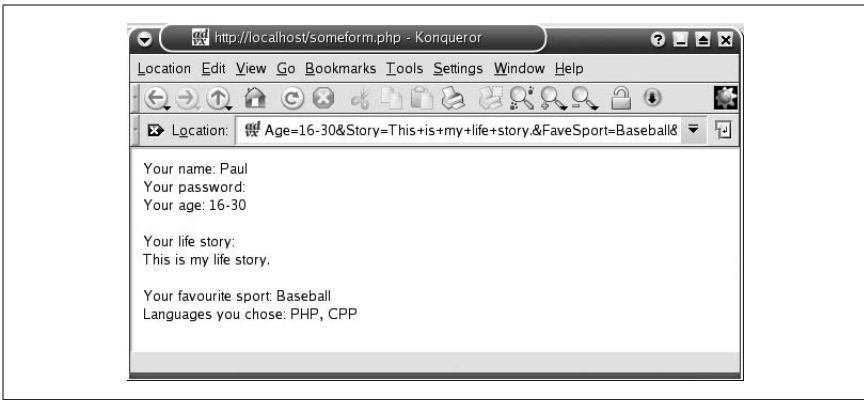 http://localhost/someform.php - Konqueror
Location Edit View Go Bookmarks Tools Settings Window Help
Location: Age=16-30&Story=This+is+my+life+story.&FaveSport=Baseball&
Your name: Paul
Your password:
Your age: 16-30
Your life story:
This is my life story.
Your favourite sport: Baseball
Languages you chose: PHP, CPP